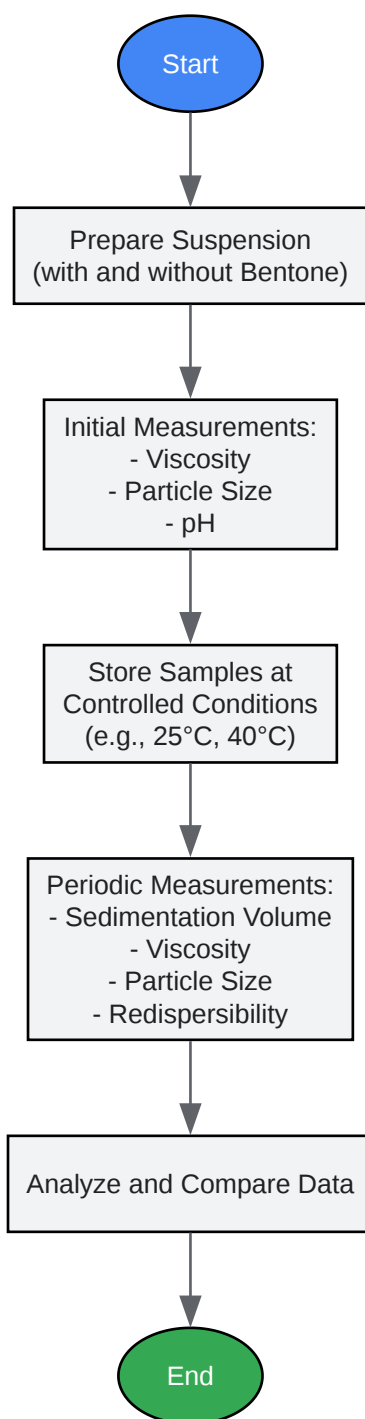 Start
Prepare Suspension
(with and without Bentone)
Initial Measurements:
- Viscosity
- Particle Size
- pH
Store Samples at
Controlled Conditions
(e.g., 25°C, 40°C)
Periodic Measurements:
- Sedimentation Volume
- Viscosity
- Particle Size
- Redispersibility
Analyze and Compare Data
End